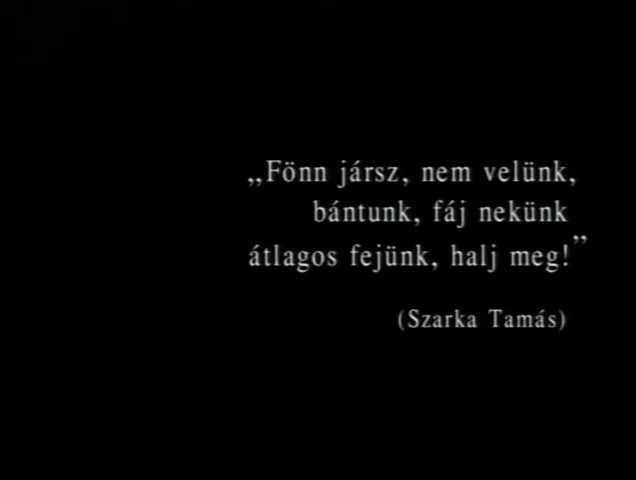 „Fönn jársz, nem velünk,
bántunk, fáj nekünk
átlagos fejünk, halj meg!”
(Szarka Tamás)